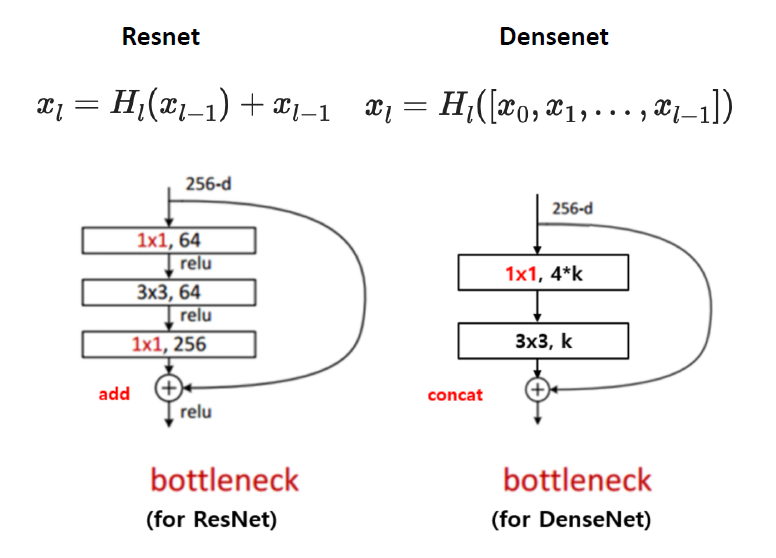 Resnet
x_l = H_l(x_{l-1}) + x_{l-1}
256-d
1x1, 64
relu
3x3, 64
relu
1x1, 256
add
+
relu
bottleneck
(for ResNet)
Densenet
x_l = H_l([x_0, x_1, . . . , x_{l-1}])
256-d
1x1, 4*k
3x3, k
concat
+
bottleneck
(for DenseNet)